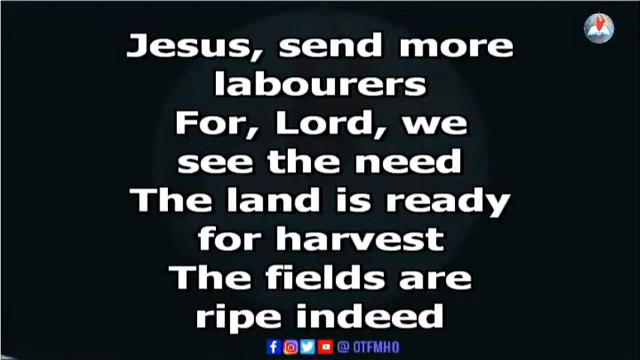 Jesus, send more
labourers
For, Lord, we
see the need
The land is ready
for harvest
The fields are
ripe indeed
@ OTFMHQ